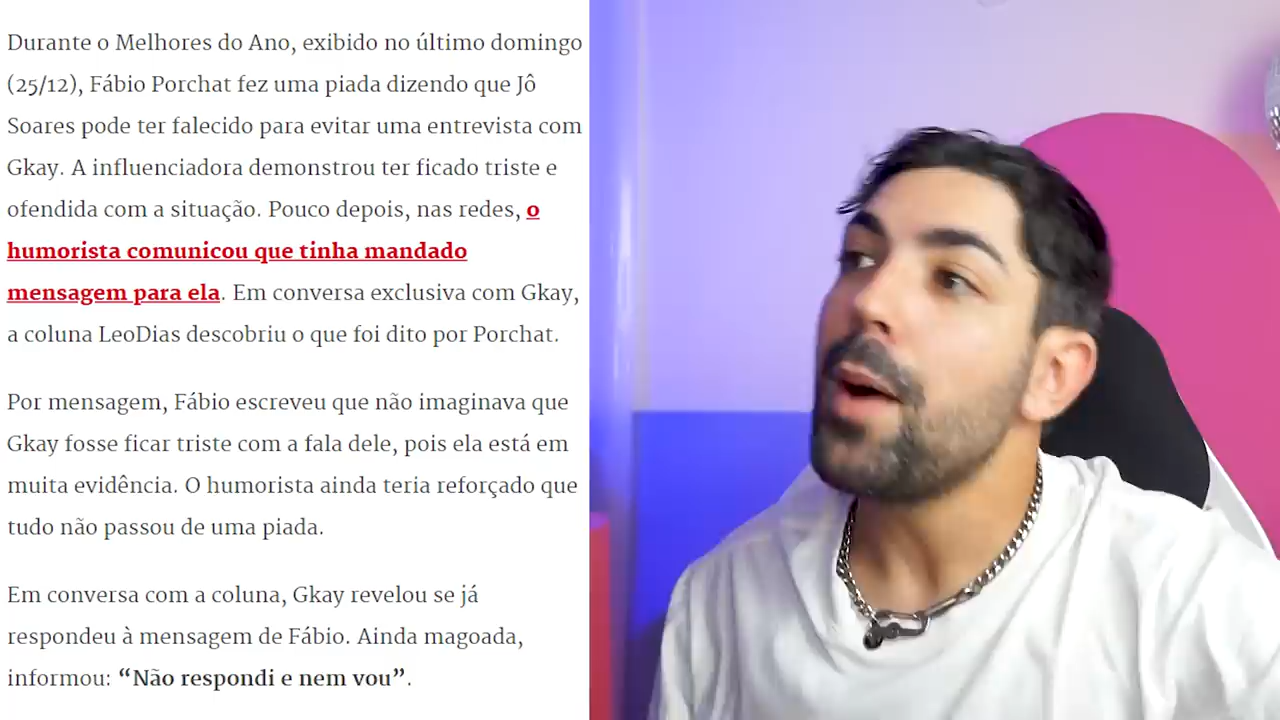 Durante o Melhores do Ano, exibido no último domingo
(25/12), Fábio Porchat fez uma piada dizendo que Jô
Soares pode ter falecido para evitar uma entrevista com
Gkay. A influenciadora demonstrou ter ficado triste e
ofendida com a situação. Pouco depois, nas redes, o
humorista comunicou que tinha mandado
mensagem para ela. Em conversa exclusiva com Gkay,
a coluna LeoDias descobriu o que foi dito por Porchat.
Por mensagem, Fábio escreveu que não imaginava que
Gkay fosse ficar triste com a fala dele, pois ela está em
muita evidência. O humorista ainda teria reforçado que
tudo não passou de uma piada.
Em conversa com a coluna, Gkay revelou se já
respondeu à mensagem de Fábio. Ainda magoada,
informou: “Não respondi e nem vou”.